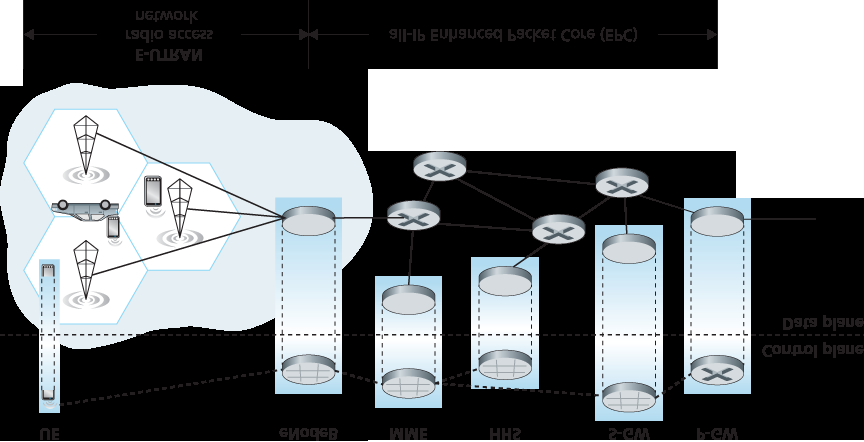 UE
eNodeB
MME
HHS
S-GW
P-GW
Control plane
Data plane
E-UTRAN
radio access
network
all-IP Enhanced Packet Core (EPC)